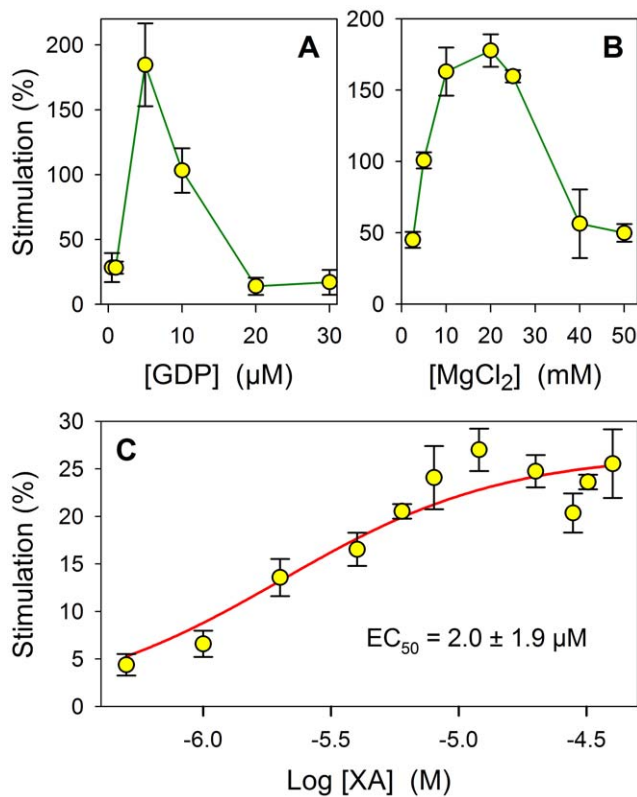 A
B
Stimulation (%)
200
150
100
50
0
200
150
100
50
0
0 10 20 30
0 10 20 30 40 50
[GDP] (µM)
[MgCl2] (mM)
C
Stimulation (%)
30
25
20
15
10
5
0
EC50 = 2.0 ± 1.9 µM
-6.0 -5.5 -5.0 -4.5
Log [XA] (M)